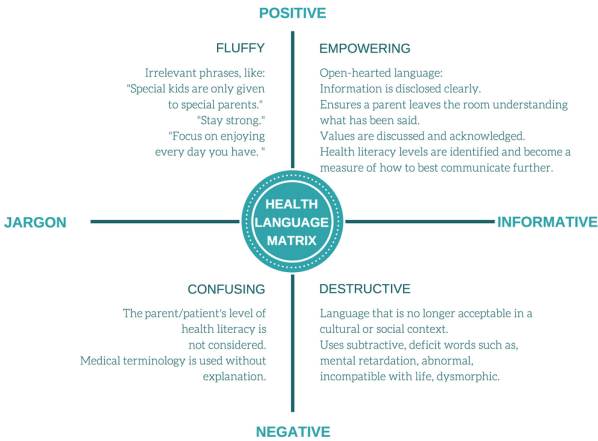 POSITIVE
FLUFFY
Irrelevant phrases, like:
"Special kids are only given
to special parents."
"Stay strong."
"Focus on enjoying
every day you have. "
EMPOWERING
Open-hearted language:
Information is disclosed clearly.
Ensures a parent leaves the room understanding
what has been said.
Values are discussed and acknowledged.
Health literacy levels are identified and become a
measure of how to best communicate further.
JARGON
HEALTH
LANGUAGE
MATRIX
INFORMATIVE
CONFUSING
The parent/patient's level of
health literacy is
not considered.
Medical terminology is used without
explanation.
DESTRUCTIVE
Language that is no longer acceptable in a
cultural or social context.
Uses subtractive, deficit words such as,
mental retardation, abnormal,
incompatible with life, dysmorphic.
NEGATIVE